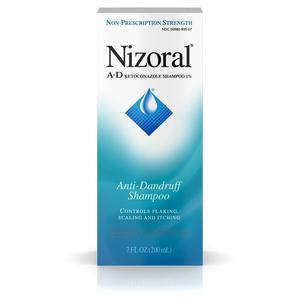 Non-Prescription Strength
Nizoral®
A-D KETOCONAZOLE SHAMPOO 1%
Anti-Dandruff
Shampoo
Controls Flaking,
Scaling and Itching
7 FL OZ (200 mL)